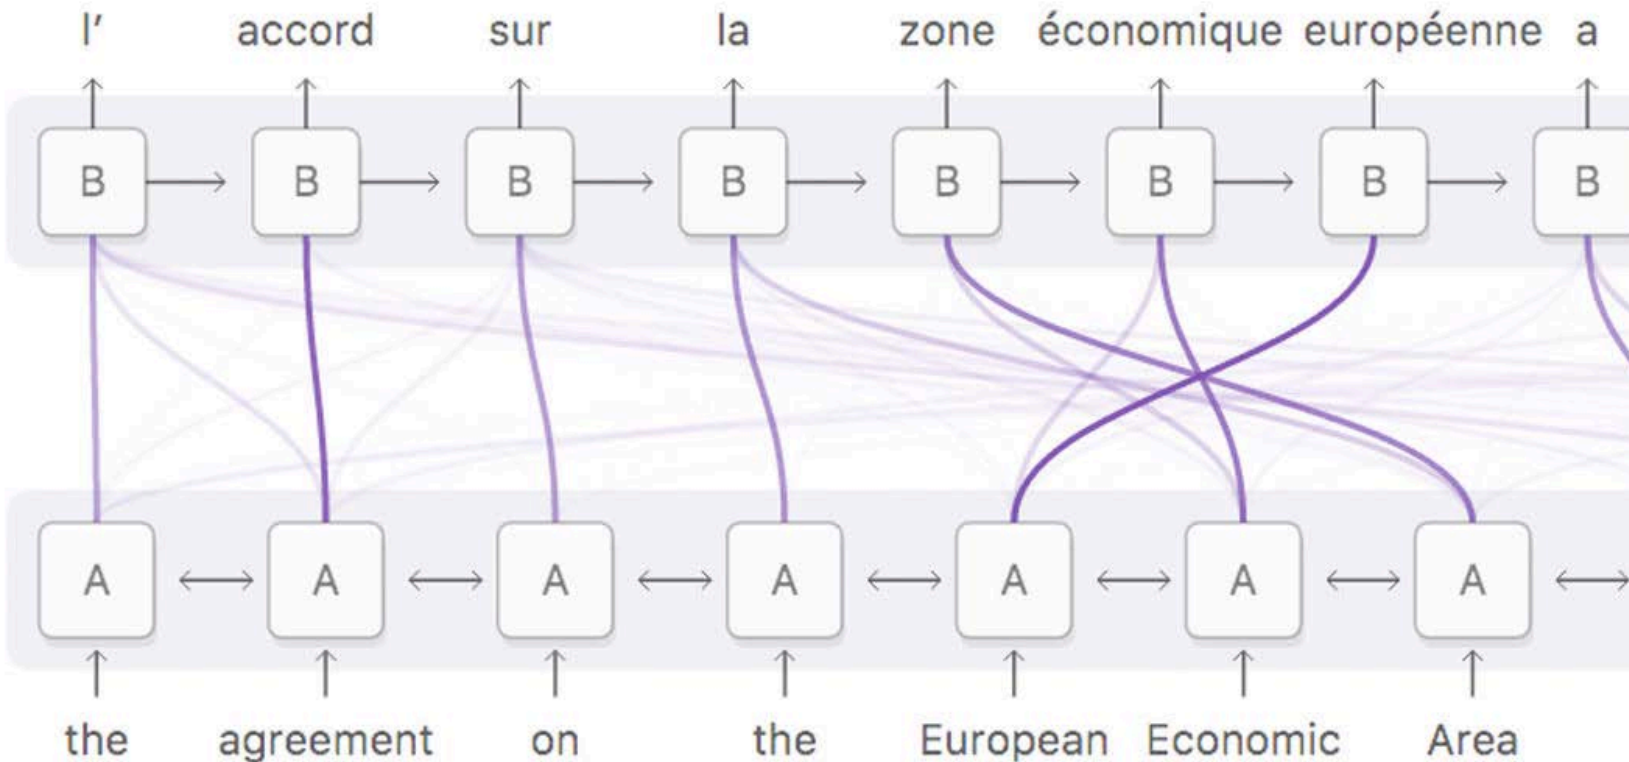 l’ accord sur la zone économique européenne a
B B B B B B B B
A A A A A A A
the agreement on the European Economic Area